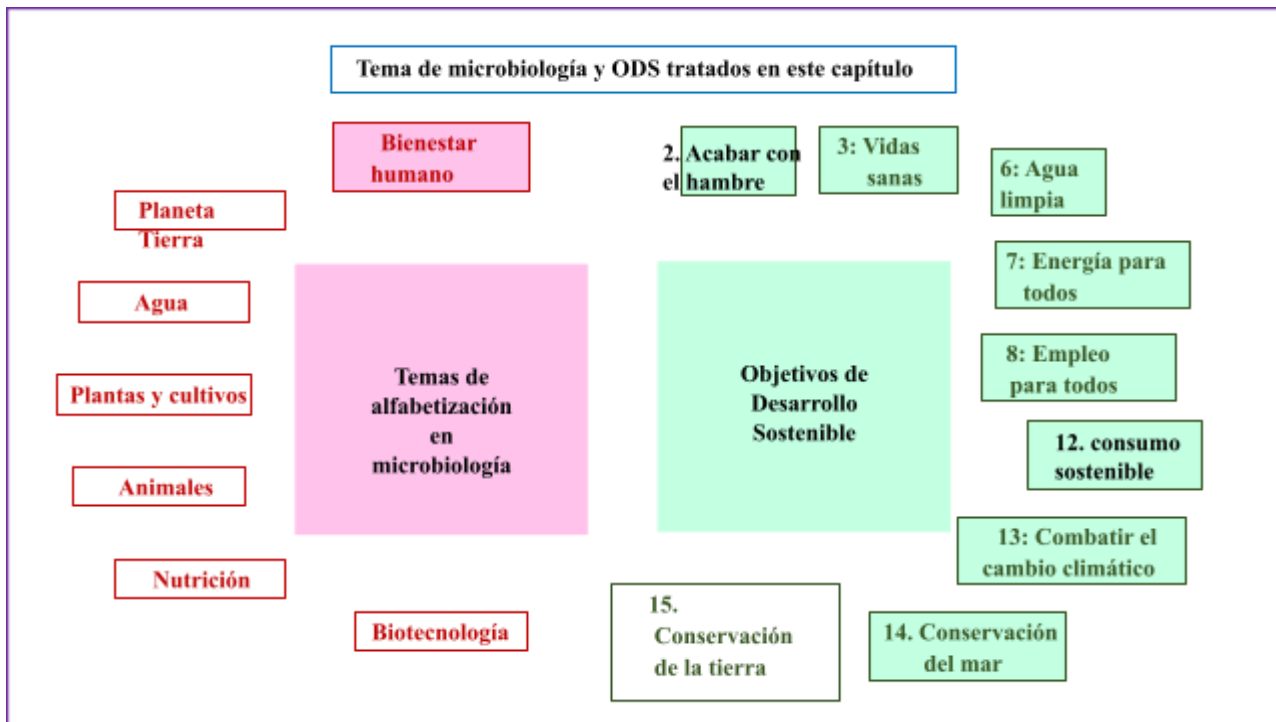 Tema de microbiología y ODS tratados en este capítulo
Bienestar
humano
Planeta
Tierra
Agua
Plantas y cultivos
Animales
Nutrición
Biotecnología
Temas de
alfabetización
en
microbiología
2. Acabar con
el hambre
3: Vidas
sanas
6: Agua
limpia
7: Energía para
todos
8: Empleo
para todos
12. consumo
sostenible
13: Combatir el
cambio climático
14. Conservación
del mar
15.
Conservación
de la tierra
Objetivos de
Desarrollo
Sostenible